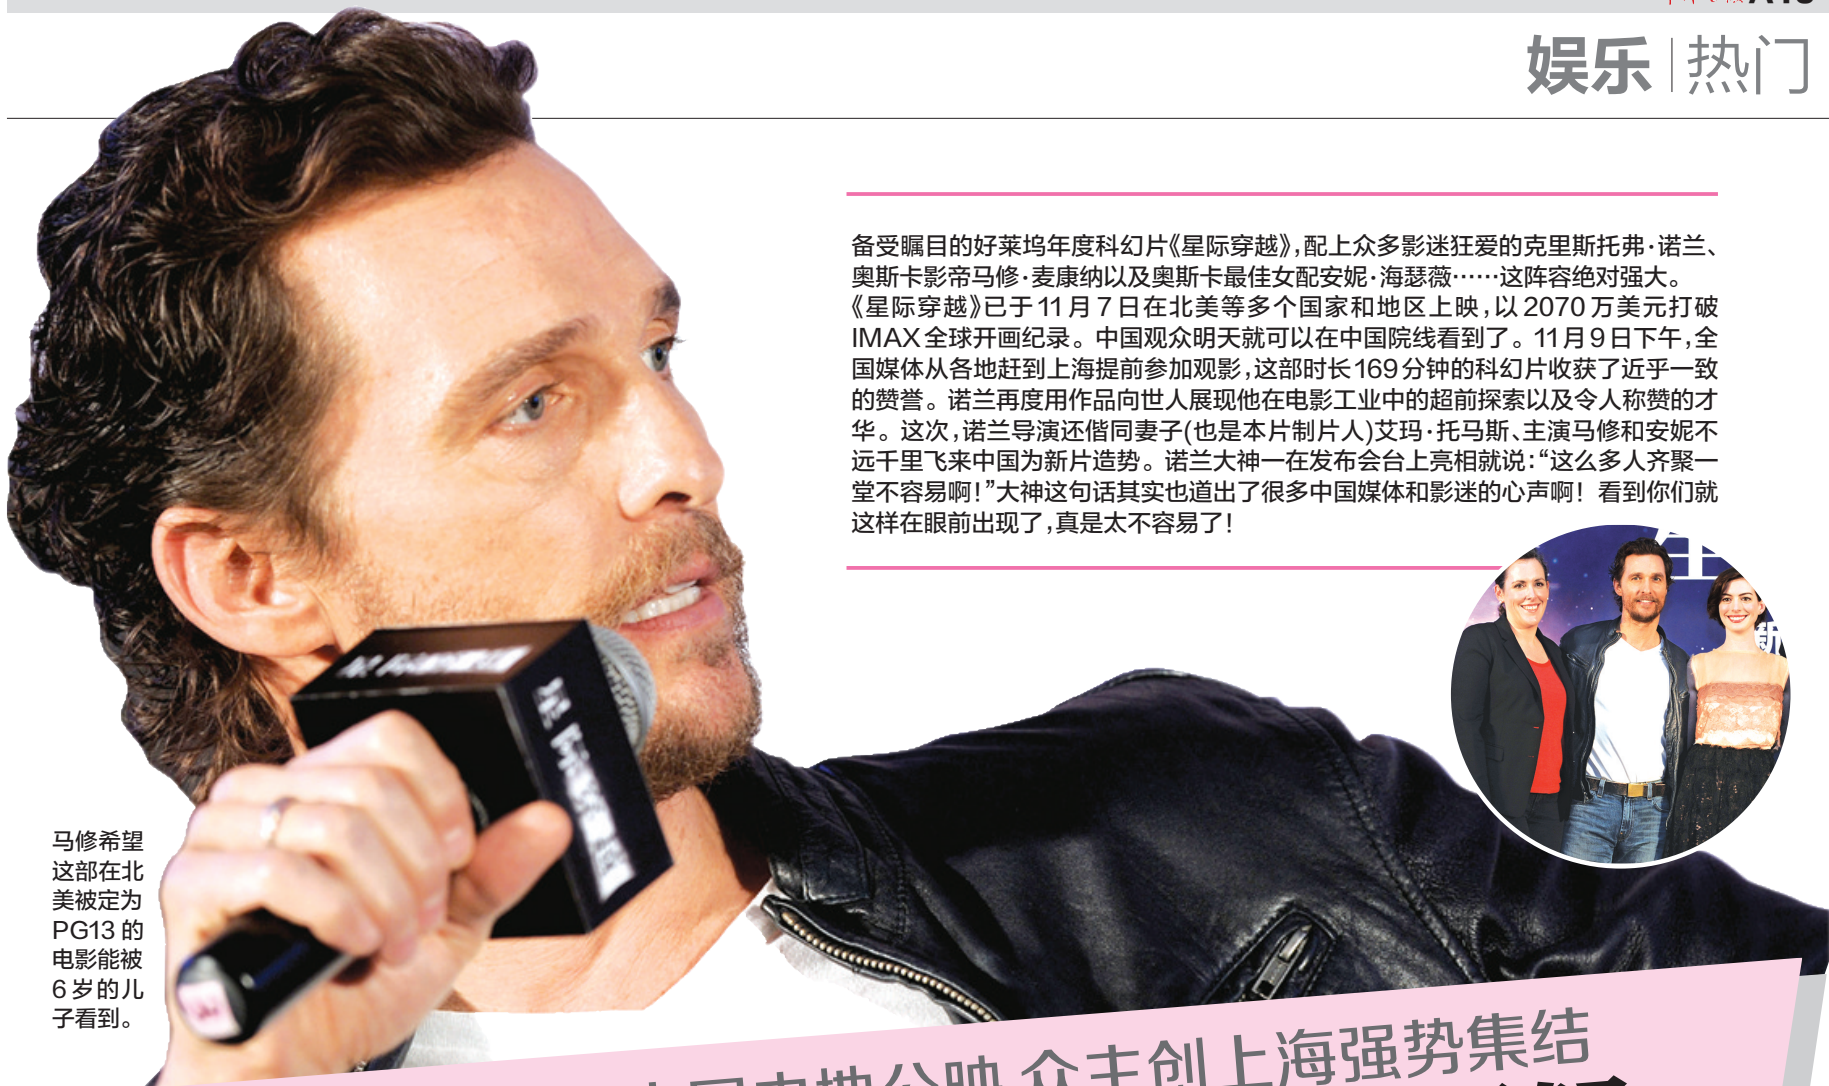 A
娱乐|热门
备受瞩目的好莱坞年度科幻片《星际穿越》,配上众多影迷狂爱的克里斯托弗·诺兰、
奥斯卡影帝马修·麦康纳以及奥斯卡最佳女配安妮·海瑟薇……这阵容绝对强大。
《星际穿越》已于11月7日在北美等多个国家和地区上映,以2070万美元打破
IMAX全球开画纪录。中国观众明天就可以在中国院线看到了。11月9日下午,全
国媒体从各地赶到上海提前参加观影,这部时长169分钟的科幻片收获了近乎一致
的赞誉。诺兰再度用作品向世人展现他在电影工业中的超前探索以及令人称赞的才
华。这次,诺兰导演还偕同妻子(也是本片制片人)艾玛·托马斯、主演马修和安妮不
远千里飞来中国为新片造势。诺兰大神一在发布会台上亮相就说:“这么多人齐聚一
堂不容易啊!”大神这句话其实也道出了很多中国媒体和影迷的心声啊! 看到你们就
这样在眼前出现了,真是太不容易了!
马修希望
这部在北
美被定为
PG13的
电影能被
6岁的儿
子看到。
公映 众主创上海强势集结